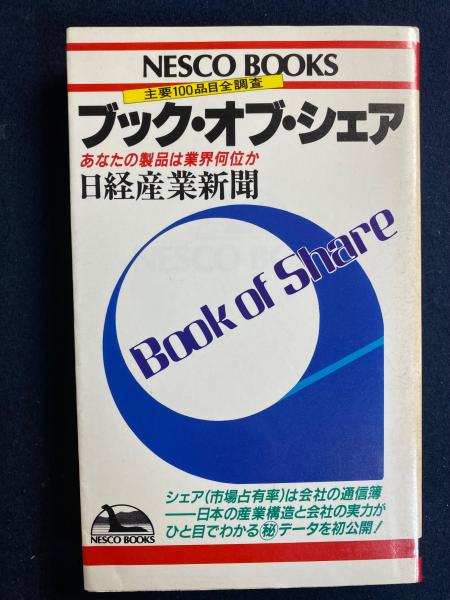 NESCO BOOKS
主要100品目全調査
ブック・オブ・シェア
あなたの製品は業界何位か
日経産業新聞
Book of Share
シェア(市場占有率)は会社の通信簿
――日本の産業構造と会社の実力が
ひと目でわかる㊙データを初公開!
NESCO BOOKS